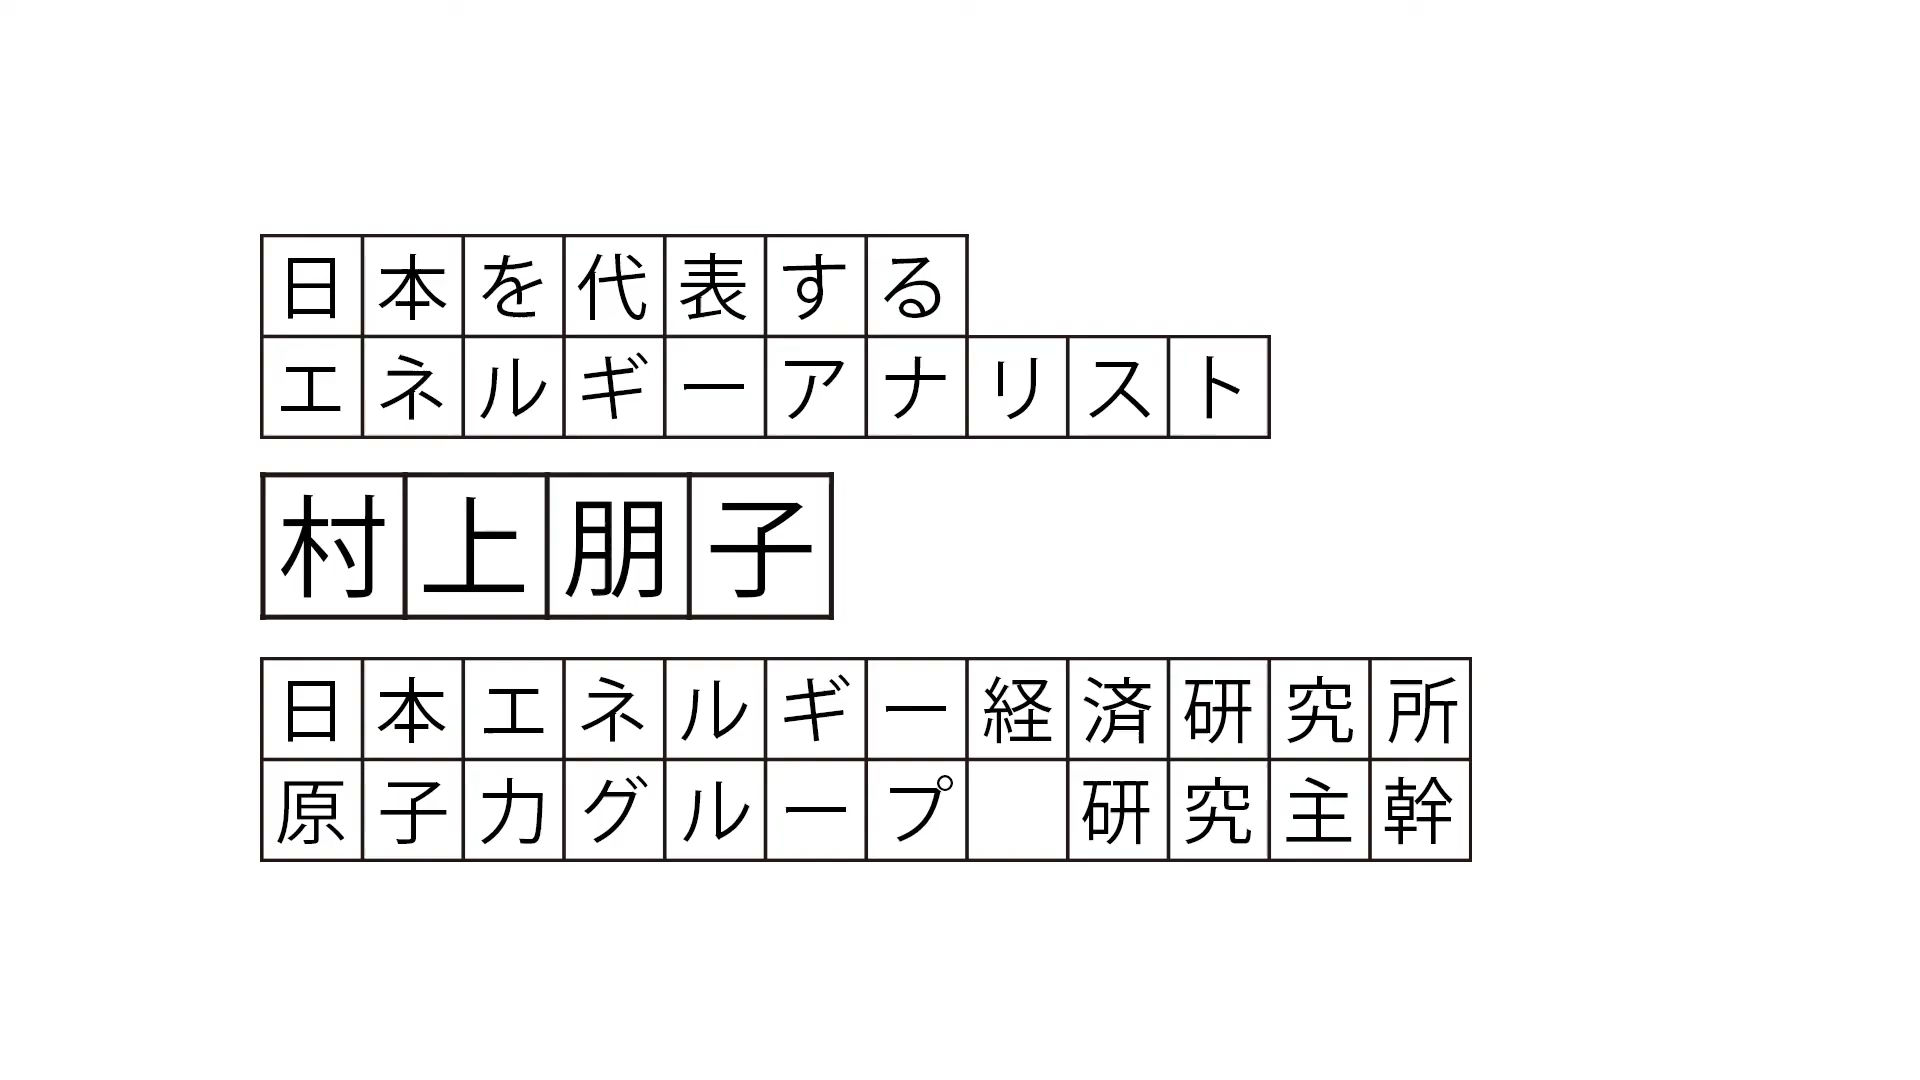 日本を代表する
エネルギーアナリスト
村上朋子
日本エネルギー経済研究所
原子力グループ　研究主幹